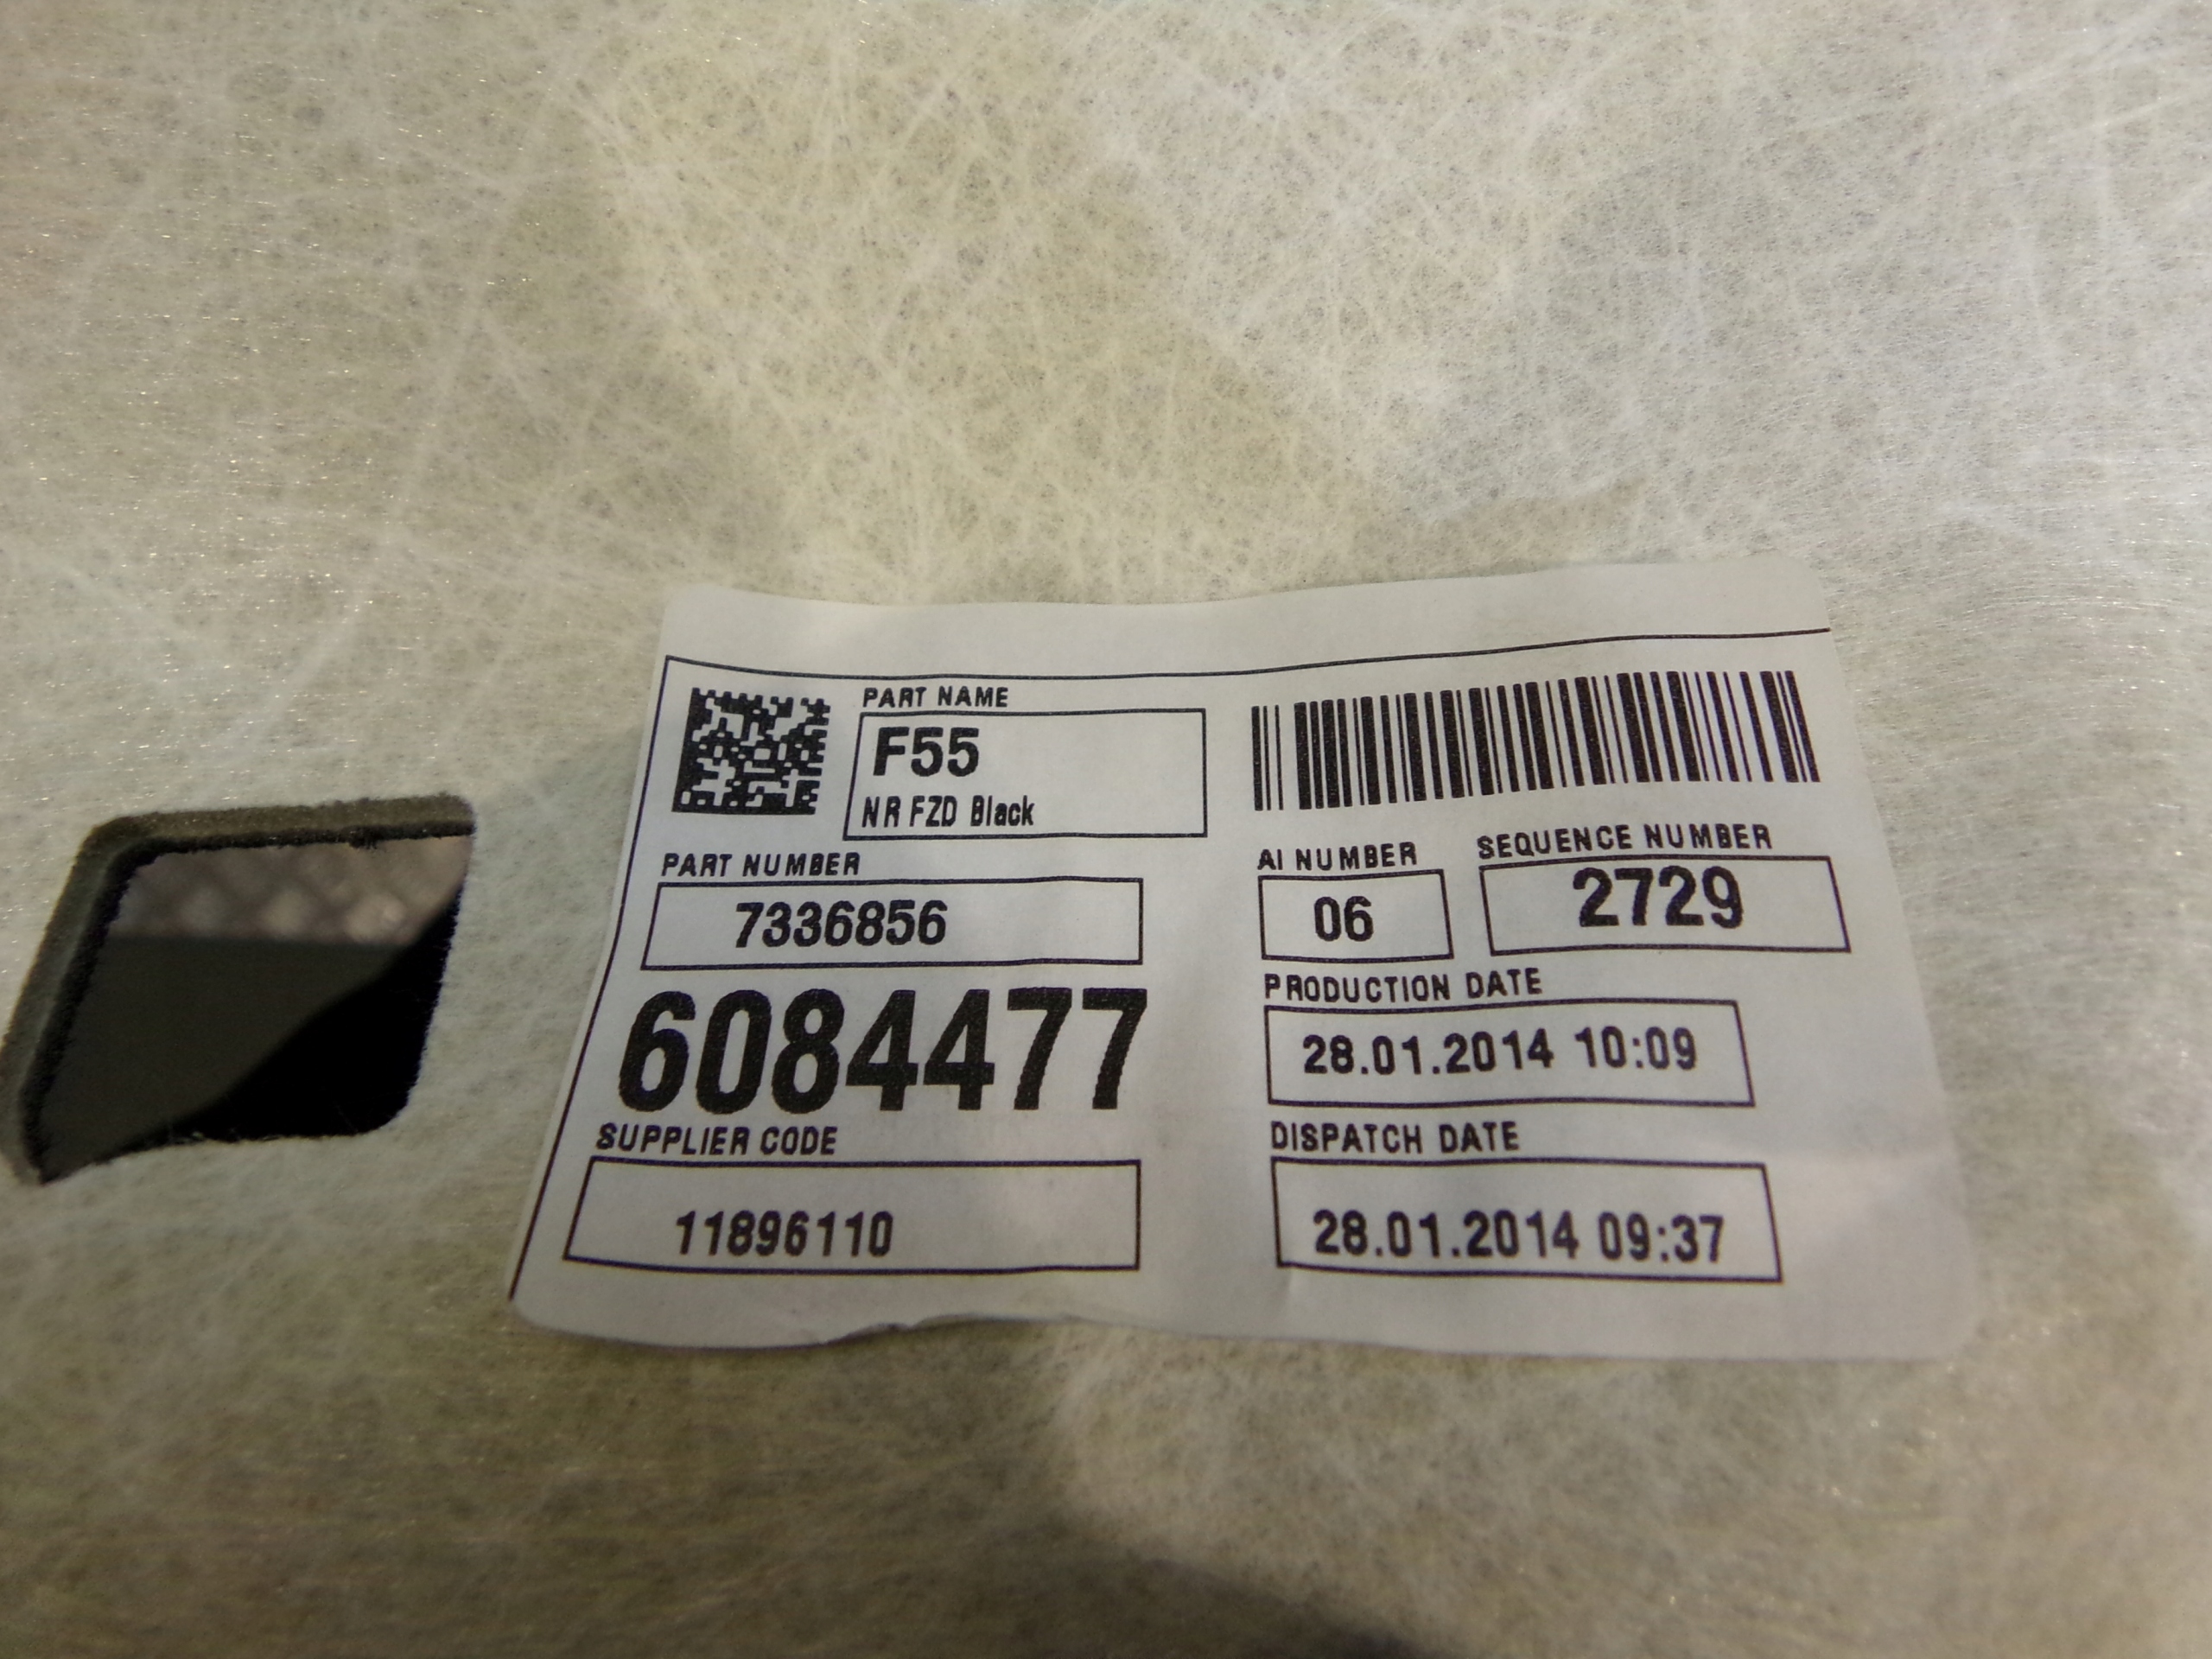 PART NAME
F55
NR FZD Black
PART NUMBER
7336856
6084477
SUPPLIER CODE
11896110
AI NUMBER
06
SEQUENCE NUMBER
2729
PRODUCTION DATE
28.01.2014 10:09
DISPATCH DATE
28.01.2014 09:37